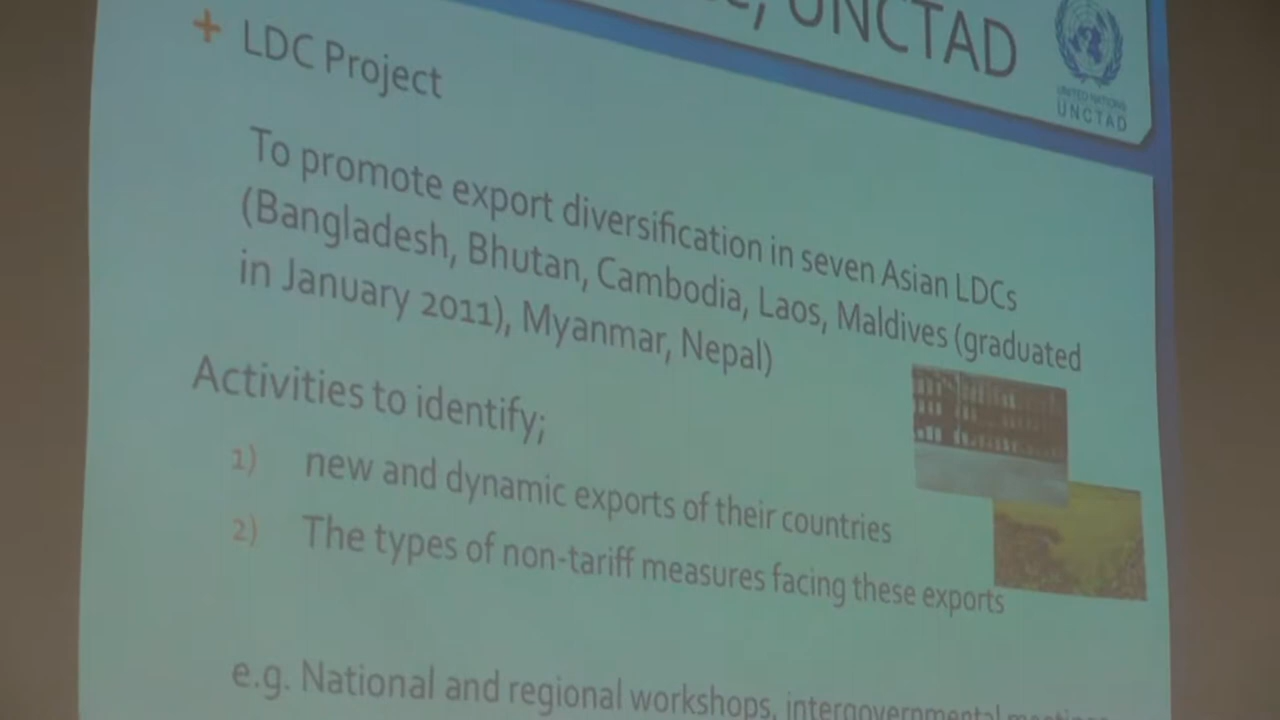 UNCTAD
UNITED NATIONS
UNCTAD
+ LDC Project
To promote export diversification in seven Asian LDCs
(Bangladesh, Bhutan, Cambodia, Laos, Maldives (graduated
in January 2011), Myanmar, Nepal)
Activities to identify;
1) new and dynamic exports of their countries
2) The types of non-tariff measures facing these exports
e.g. National and regional workshops, intergovernmental meetings